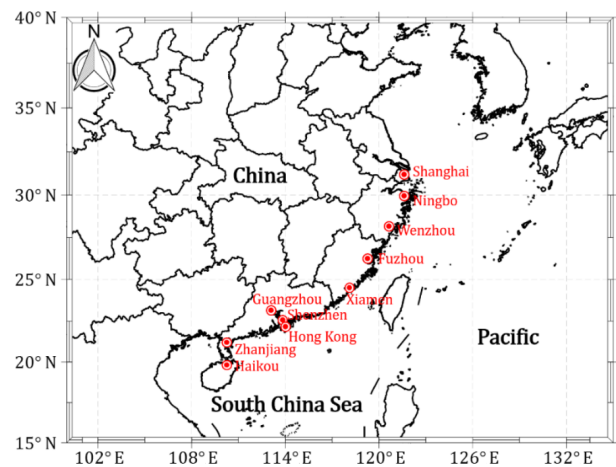 40° N
35° N
30° N
25° N
20° N
15° N
N
China
Shanghai
Ningbo
Wenzhou
Fuzhou
Xiamen
Guangzhou
Shenzhen
Hong Kong
Zhanjiang
Haikou
Pacific
South China Sea
102° E
108° E
114° E
120° E
126° E
132° E